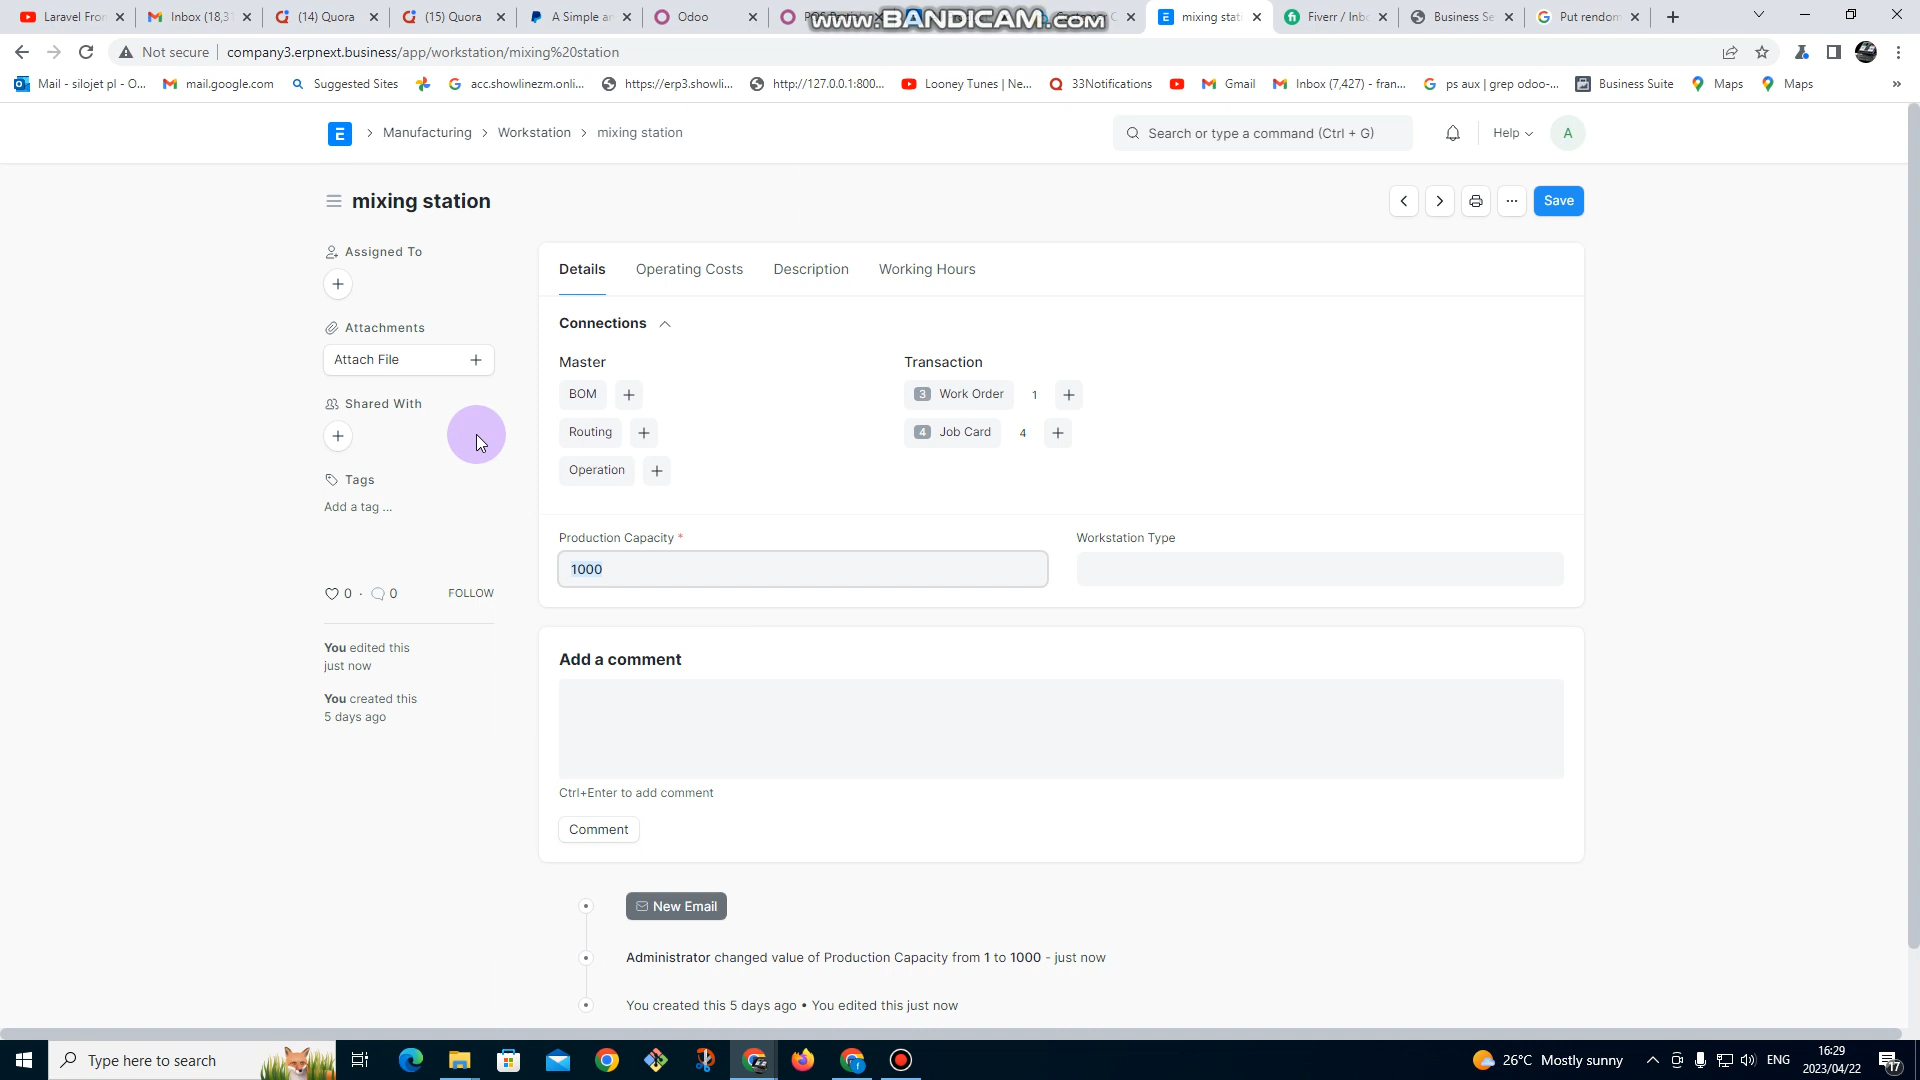 Laravel Fron
Inbox (18,31
(14) Quora
(15) Quora
A Simple an
Odoo
www.BANDICAM.com
mixing stati
Fiverr / Inbo
Business Se
Put rendom
Not secure
company3.erpnext.business/app/workstation/mixing%20station
Mail - silojet pl - O...
mail.google.com
Suggested Sites
acc.showlinezm.onli...
https://erp3.showli...
http://127.0.0.1:800...
Looney Tunes | Ne...
33Notifications
Gmail
Inbox (7,427) - fran...
ps aux | grep odoo-...
Business Suite
Maps
Maps
E
Manufacturing
Workstation
mixing station
Search or type a command (Ctrl + G)
Help
A
mixing station
Save
Assigned To
Attachments
Attach File
Shared With
Tags
Add a tag ...
0 · 0
FOLLOW
You edited this
just now
You created this
5 days ago
Details
Operating Costs
Description
Working Hours
Connections
Master
Transaction
BOM
3 Work Order 1
Routing
4 Job Card 4
Operation
Production Capacity *
Workstation Type
1000
Add a comment
Ctrl+Enter to add comment
Comment
New Email
Administrator changed value of Production Capacity from 1 to 1000 - just now
You created this 5 days ago • You edited this just now
Type here to search
26°C Mostly sunny
ENG
16:29
2023/04/22
17